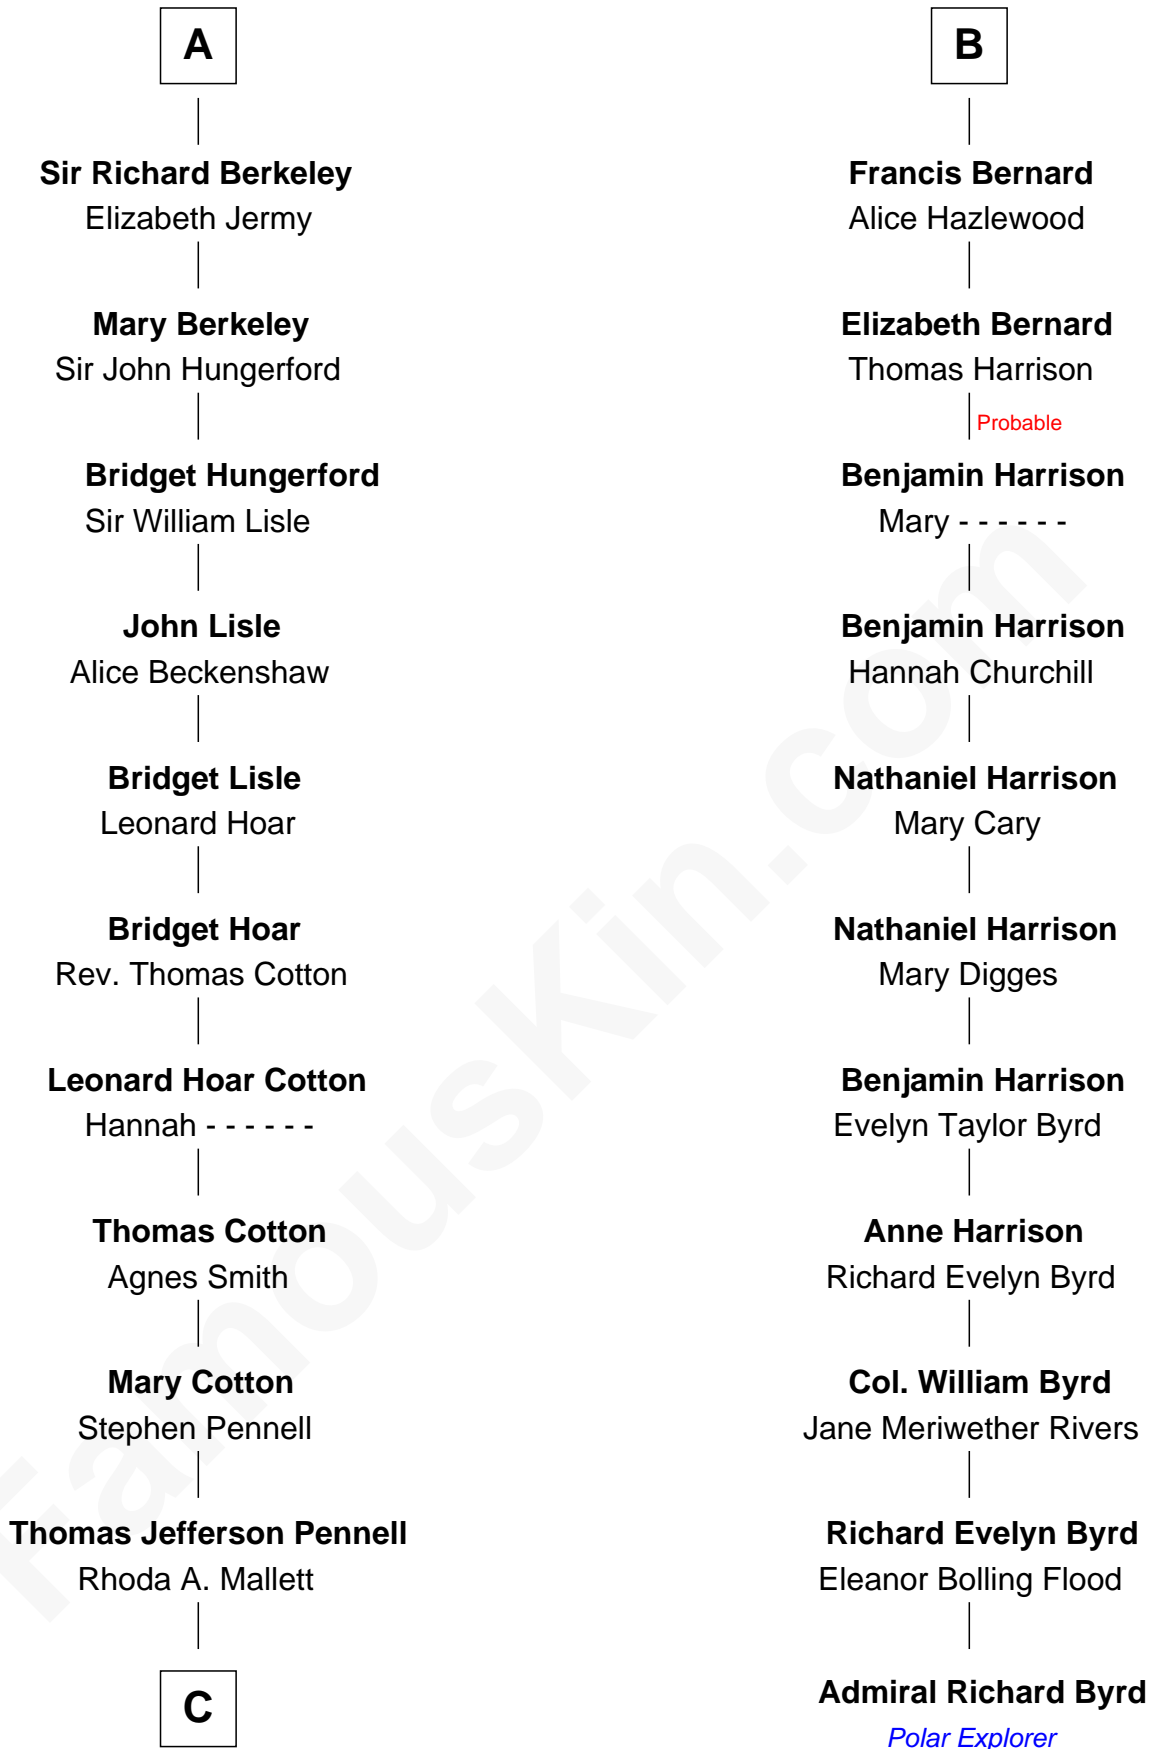 A
Sir Richard Berkeley
Elizabeth Jermy
Mary Berkeley
Sir John Hungerford
Bridget Hungerford
Sir William Lisle
John Lisle
Alice Beckenshaw
Bridget Lisle
Leonard Hoar
Bridget Hoar
Rev. Thomas Cotton
Leonard Hoar Cotton
Hannah - - - - - -
Thomas Cotton
Agnes Smith
Mary Cotton
Stephen Pennell
Thomas Jefferson Pennell
Rhoda A. Mallett
C
B
Francis Bernard
Alice Hazlewood
Elizabeth Bernard
Thomas Harrison
Probable
Benjamin Harrison
Mary - - - - - -
Benjamin Harrison
Hannah Churchill
Nathaniel Harrison
Mary Cary
Nathaniel Harrison
Mary Digges
Benjamin Harrison
Evelyn Taylor Byrd
Anne Harrison
Richard Evelyn Byrd
Col. William Byrd
Jane Meriwether Rivers
Richard Evelyn Byrd
Eleanor Bolling Flood
Admiral Richard Byrd
Polar Explorer
FamousKin.com